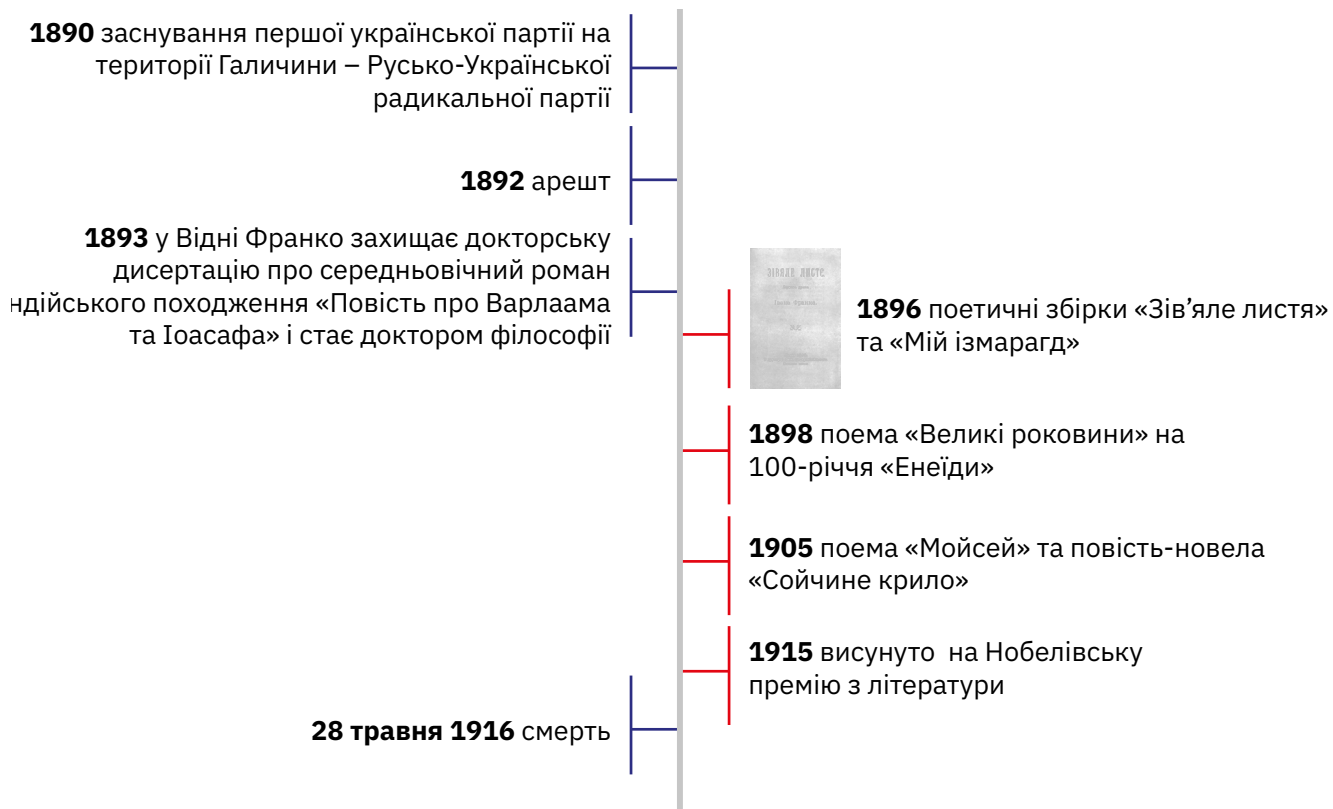 1890 заснування першої української партії на
території Галичини – Русько-Української
радикальної партії
1892 арешт
1893 у Відні Франко захищає докторську
дисертацію про середньовічний роман
ндійського походження «Повість про Варлаама
та Іоасафа» і стає доктором філософії
ЗІВЯЛЕ ЛИСТЄ
1896 поетичні збірки «Зів’яле листя»
та «Мій ізмарагд»
1898 поема «Великі роковини» на
100-річчя «Енеїди»
1905 поема «Мойсей» та повість-новела
«Сойчине крило»
1915 висунуто на Нобелівську
премію з літератури
28 травня 1916 смерть